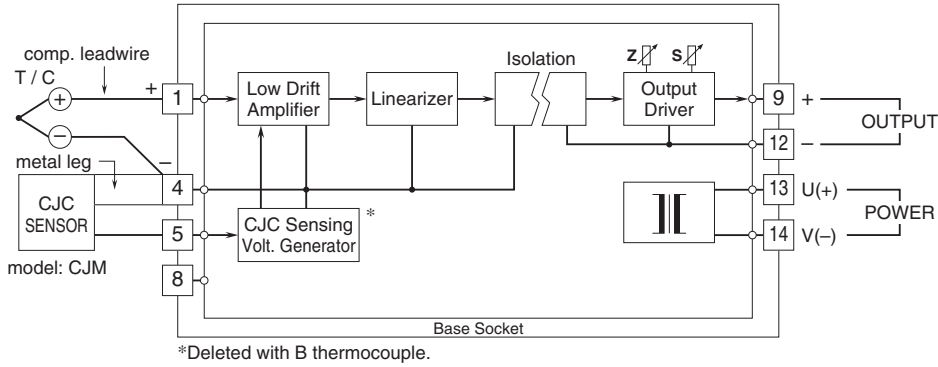 comp. leadwire
T / C
+
+
–
–
metal leg
CJC
SENSOR
model: CJM
1
4
5
8
Low Drift
Amplifier
Linearizer
Isolation
Z
S
Output
Driver
CJC Sensing
Volt. Generator
*
9
+
12
–
OUTPUT
13
U(+)
14
V(–)
POWER
Base Socket
*Deleted with B thermocouple.